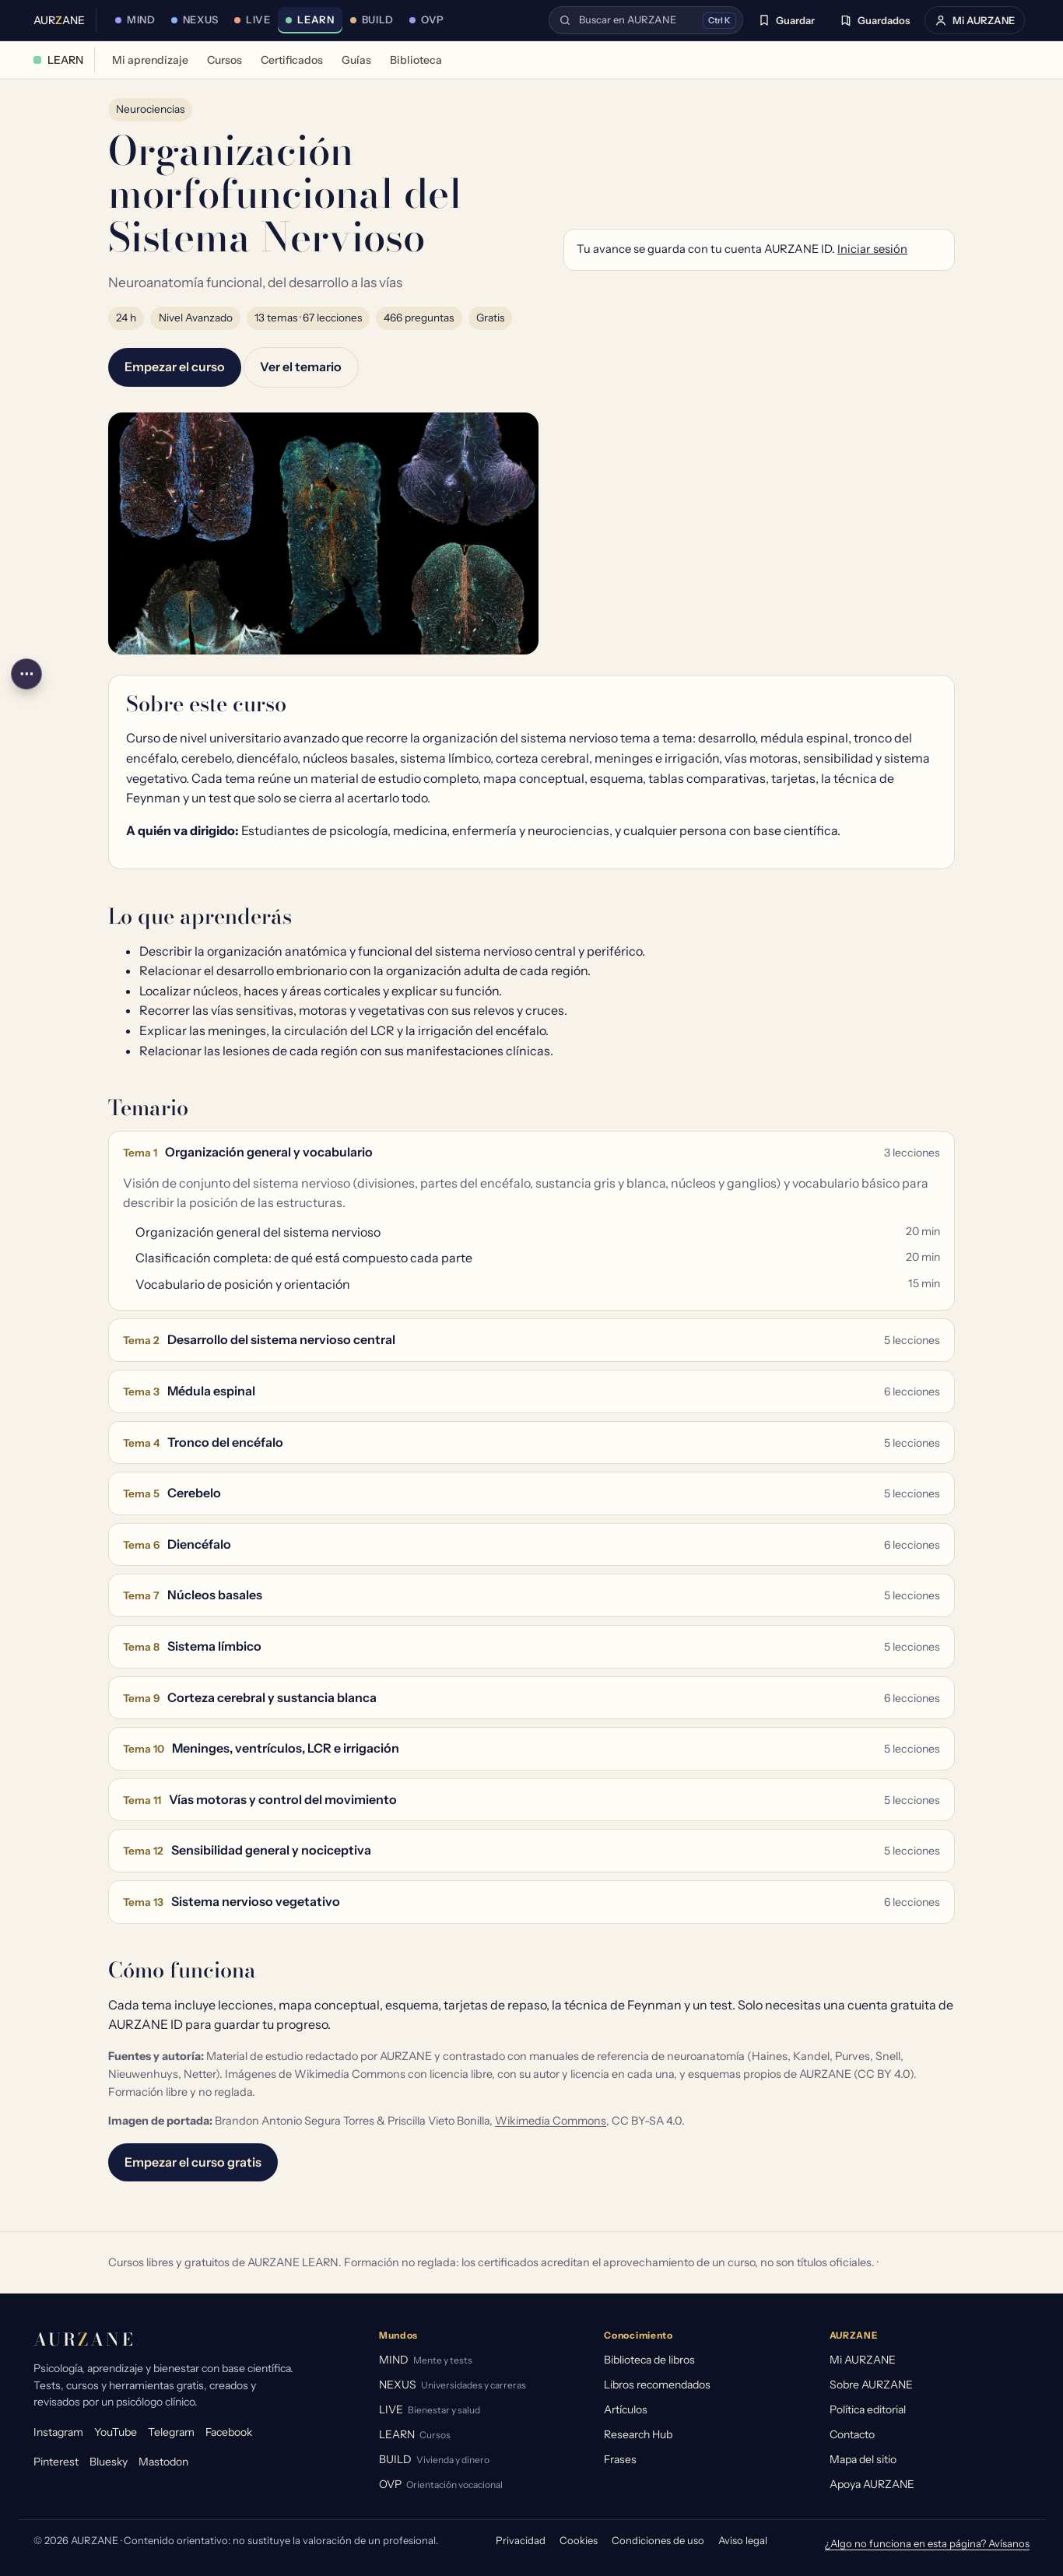 AURZANE
MIND
NEXUS
LIVE
LEARN
BUILD
OVP
Buscar en AURZANE
Ctrl K
Guardar
Guardados
Mi AURZANE
LEARN
Mi aprendizaje
Cursos
Certificados
Guías
Biblioteca
Neurociencias
Organización
morfofuncional del
Sistema Nervioso
Neuroanatomía funcional, del desarrollo a las vías
24 h
Nivel Avanzado
13 temas · 67 lecciones
466 preguntas
Gratis
Empezar el curso
Ver el temario
Tu avance se guarda con tu cuenta AURZANE ID. Iniciar sesión
Sobre este curso
Curso de nivel universitario avanzado que recorre la organización del sistema nervioso tema a tema: desarrollo, médula espinal, tronco del
encéfalo, cerebelo, diencéfalo, núcleos basales, sistema límbico, corteza cerebral, meninges e irrigación, vías motoras, sensibilidad y sistema
vegetativo. Cada tema reúne un material de estudio completo, mapa conceptual, esquema, tablas comparativas, tarjetas, la técnica de
Feynman y un test que solo se cierra al acertarlo todo.
A quién va dirigido: Estudiantes de psicología, medicina, enfermería y neurociencias, y cualquier persona con base científica.
Lo que aprenderás
• Describir la organización anatómica y funcional del sistema nervioso central y periférico.
• Relacionar el desarrollo embrionario con la organización adulta de cada región.
• Localizar núcleos, haces y áreas corticales y explicar su función.
• Recorrer las vías sensitivas, motoras y vegetativas con sus relevos y cruces.
• Explicar las meninges, la circulación del LCR y la irrigación del encéfalo.
• Relacionar las lesiones de cada región con sus manifestaciones clínicas.
Temario
Tema 1 Organización general y vocabulario 3 lecciones
Visión de conjunto del sistema nervioso (divisiones, partes del encéfalo, sustancia gris y blanca, núcleos y ganglios) y vocabulario básico para
describir la posición de las estructuras.
Organización general del sistema nervioso 20 min
Clasificación completa: de qué está compuesto cada parte 20 min
Vocabulario de posición y orientación 15 min
Tema 2 Desarrollo del sistema nervioso central 5 lecciones
Tema 3 Médula espinal 6 lecciones
Tema 4 Tronco del encéfalo 5 lecciones
Tema 5 Cerebelo 5 lecciones
Tema 6 Diencéfalo 6 lecciones
Tema 7 Núcleos basales 5 lecciones
Tema 8 Sistema límbico 5 lecciones
Tema 9 Corteza cerebral y sustancia blanca 6 lecciones
Tema 10 Meninges, ventrículos, LCR e irrigación 5 lecciones
Tema 11 Vías motoras y control del movimiento 5 lecciones
Tema 12 Sensibilidad general y nociceptiva 5 lecciones
Tema 13 Sistema nervioso vegetativo 6 lecciones
Cómo funciona
Cada tema incluye lecciones, mapa conceptual, esquema, tarjetas de repaso, la técnica de Feynman y un test. Solo necesitas una cuenta gratuita de
AURZANE ID para guardar tu progreso.
Fuentes y autoría: Material de estudio redactado por AURZANE y contrastado con manuales de referencia de neuroanatomía (Haines, Kandel, Purves, Snell,
Nieuwenhuys, Netter). Imágenes de Wikimedia Commons con licencia libre, con su autor y licencia en cada una, y esquemas propios de AURZANE (CC BY 4.0).
Formación libre y no reglada.
Imagen de portada: Brandon Antonio Segura Torres & Priscilla Vieto Bonilla, Wikimedia Commons, CC BY-SA 4.0.
Empezar el curso gratis
Cursos libres y gratuitos de AURZANE LEARN. Formación no reglada: los certificados acreditan el aprovechamiento de un curso, no son títulos oficiales. ·
AURZANE
Psicología, aprendizaje y bienestar con base científica.
Tests, cursos y herramientas gratis, creados y
revisados por un psicólogo clínico.
Instagram YouTube Telegram Facebook
Pinterest Bluesky Mastodon
Mundos
MIND Mente y tests
NEXUS Universidades y carreras
LIVE Bienestar y salud
LEARN Cursos
BUILD Vivienda y dinero
OVP Orientación vocacional
Conocimiento
Biblioteca de libros
Libros recomendados
Artículos
Research Hub
Frases
AURZANE
Mi AURZANE
Sobre AURZANE
Política editorial
Contacto
Mapa del sitio
Apoya AURZANE
© 2026 AURZANE · Contenido orientativo: no sustituye la valoración de un profesional.
Privacidad Cookies Condiciones de uso Aviso legal
¿Algo no funciona en esta página? Avísanos